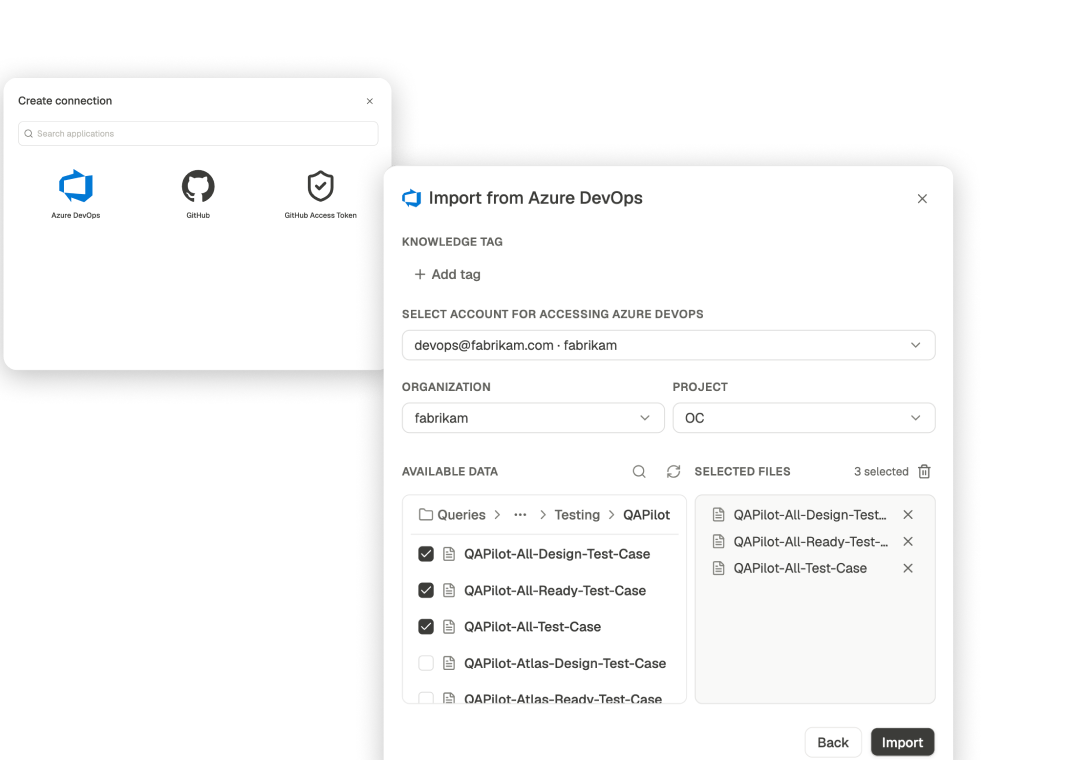 Create connection
Search applications
Azure DevOps
GitHub
GitHub Access Token
Import from Azure DevOps
KNOWLEDGE TAG
Add tag
SELECT ACCOUNT FOR ACCESSING AZURE DEVOPS
devops@fabrikam.com · fabrikam
ORGANIZATION
PROJECT
fabrikam
OC
AVAILABLE DATA
SELECTED FILES
3 selected
Queries > ··· > Testing > QAPilot
QAPilot-All-Design-Test-Case
QAPilot-All-Ready-Test-Case
QAPilot-All-Test-Case
QAPilot-Atlas-Design-Test-Case
QAPilot-Atlas-Ready-Test-Case
QAPilot-All-Design-Test...
QAPilot-All-Ready-Test-...
QAPilot-All-Test-Case
Back
Import